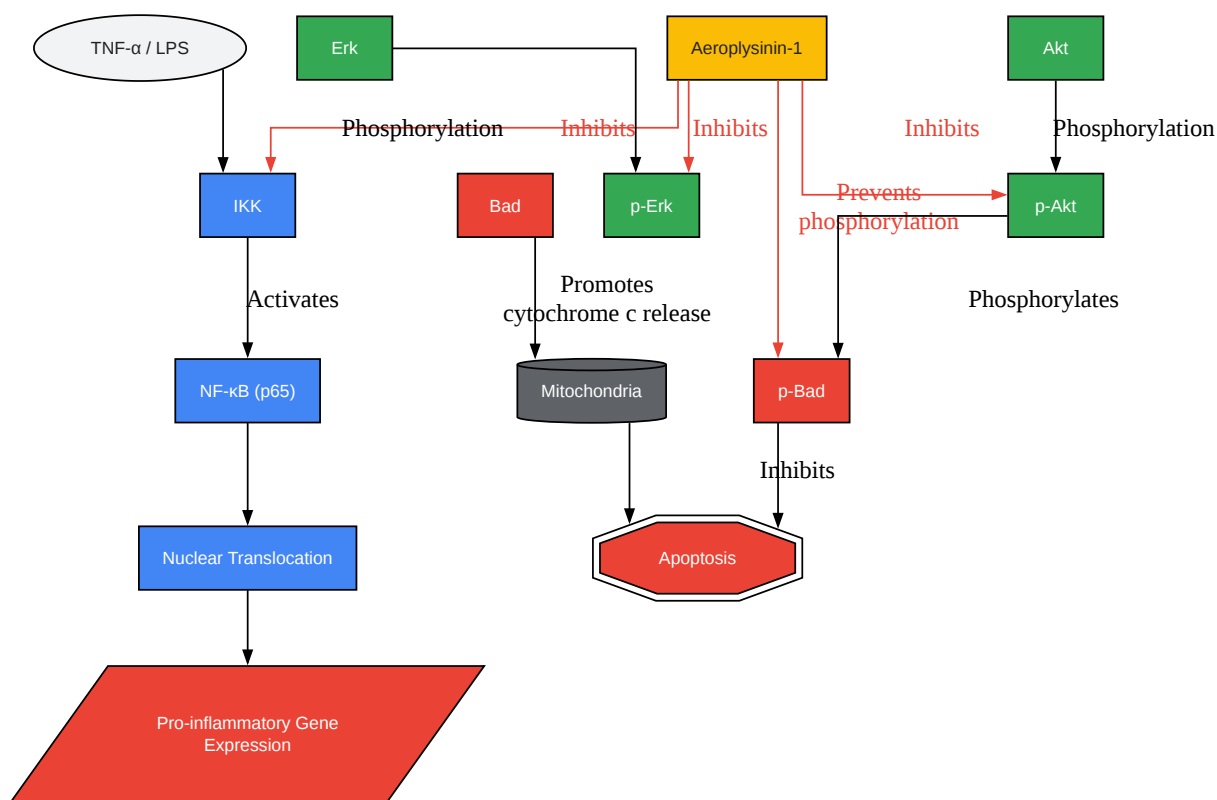 TNF-α / LPS
Erk
Aeroplysinin-1
Akt
Phosphorylation
Inhibits
Inhibits
Inhibits
Phosphorylation
IKK
Bad
p-Erk
Prevents
phosphorylation
p-Akt
Activates
Promotes
cytochrome c release
Phosphorylates
NF-κB (p65)
Mitochondria
p-Bad
Inhibits
Nuclear Translocation
Apoptosis
Pro-inflammatory Gene
Expression